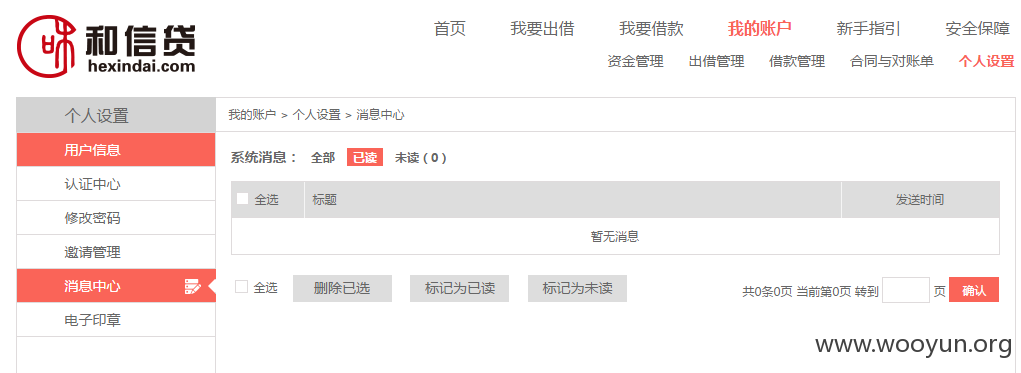 和信贷
hexindai.com
首页 我要出借 我要借款 我的账户 新手指引 安全保障
资金管理 出借管理 借款管理 合同与对账单 个人设置
个人设置
用户信息
认证中心
修改密码
邀请管理
消息中心
电子印章
我的账户 > 个人设置 > 消息中心
系统消息： 全部 已读 未读 ( 0 )
全选 标题 发送时间
暂无消息
全选 删除已选 标记为已读 标记为未读
共0条0页 当前第0页 转到 页 确认
www.wooyun.org